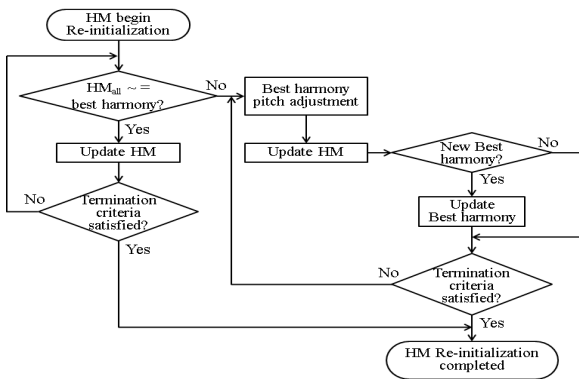 HM begin
Re-initialization
HMall ~ =
best harmony?
No
Yes
Update HM
No
Termination
criteria
satisfied?
Yes
Best harmony
pitch adjustment
Update HM
New Best
harmony?
No
Yes
Update
Best harmony
No
Termination
criteria
satisfied?
Yes
HM Re-initialization
completed